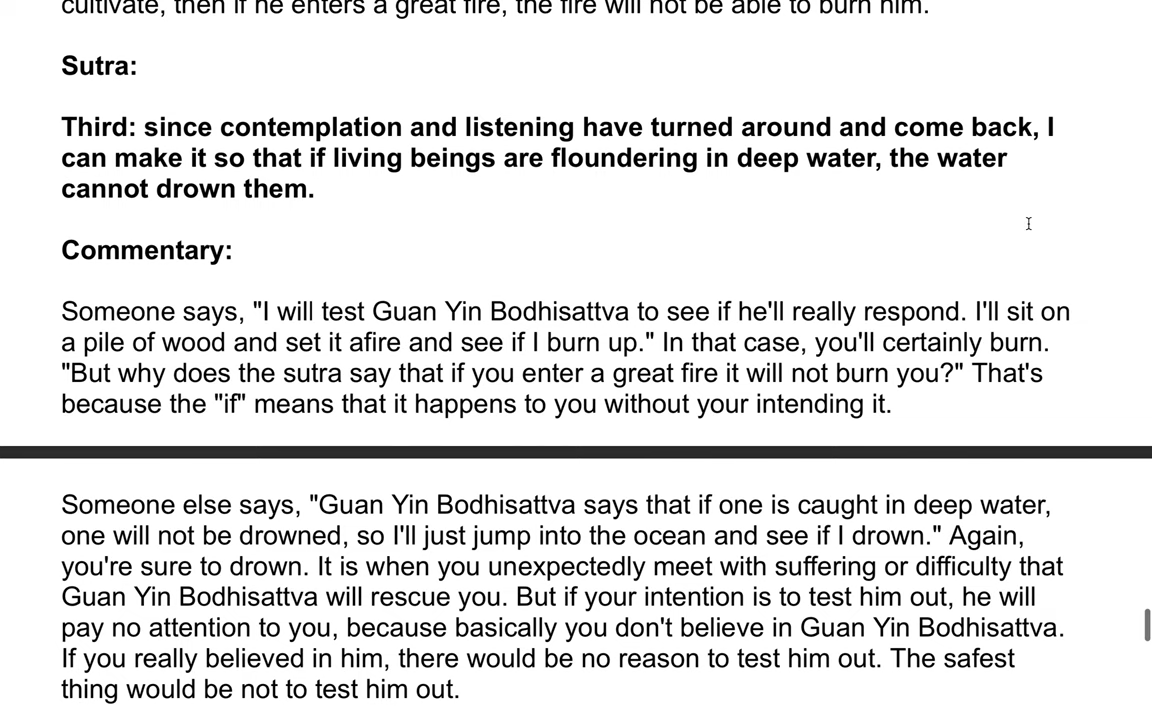 cultivate, then if he enters a great fire, the fire will not be able to burn him.
Sutra:
Third: since contemplation and listening have turned around and come back, I
can make it so that if living beings are floundering in deep water, the water
cannot drown them.
Commentary:
Someone says, "I will test Guan Yin Bodhisattva to see if he'll really respond. I'll sit on
a pile of wood and set it afire and see if I burn up." In that case, you'll certainly burn.
"But why does the sutra say that if you enter a great fire it will not burn you?" That's
because the "if" means that it happens to you without your intending it.
Someone else says, "Guan Yin Bodhisattva says that if one is caught in deep water,
one will not be drowned, so I'll just jump into the ocean and see if I drown." Again,
you're sure to drown. It is when you unexpectedly meet with suffering or difficulty that
Guan Yin Bodhisattva will rescue you. But if your intention is to test him out, he will
pay no attention to you, because basically you don't believe in Guan Yin Bodhisattva.
If you really believed in him, there would be no reason to test him out. The safest
thing would be not to test him out.